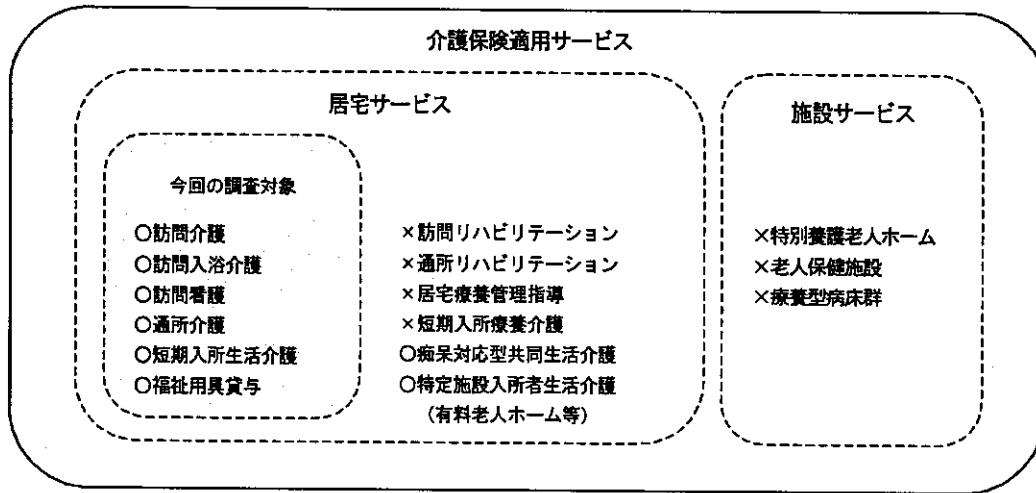 介護保険適用サービス
居宅サービス
今回の調査対象
○訪問介護
○訪問入浴介護
○訪問看護
○通所介護
○短期入所生活介護
○福祉用具貸与
×訪問リハビリテーション
×通所リハビリテーション
×居宅療養管理指導
×短期入所療養介護
○痴呆対応型共同生活介護
○特定施設入所者生活介護
(有料老人ホーム等)
施設サービス
×特別養護老人ホーム
×老人保健施設
×療養型病床群